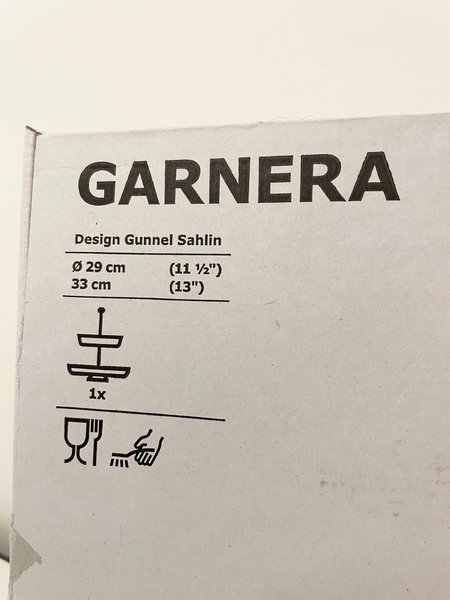 GARNERA
Design Gunnel Sahlin
Ø 29 cm (11 ½")
33 cm (13")
1x